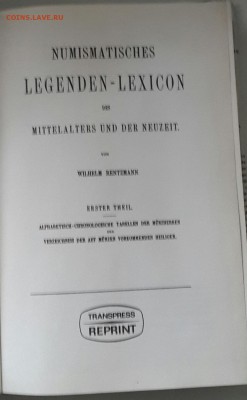 COINS.LAVE.RU
NUMISMATISCHES
LEGENDEN-LEXICON
DES
MITTELALTERS UND DER NEUZEIT.
VON
WILHELM RENTZMANN
ERSTER THEIL.
ALPHABETISCH-CHRONOLOGISCHE TABELLEN DER MÜNZHERREN
UND
VERZEICHNISS DER AUF MÜNZEN VORKOMMENDEN HEILIGEN.
TRANSPRESS
REPRINT